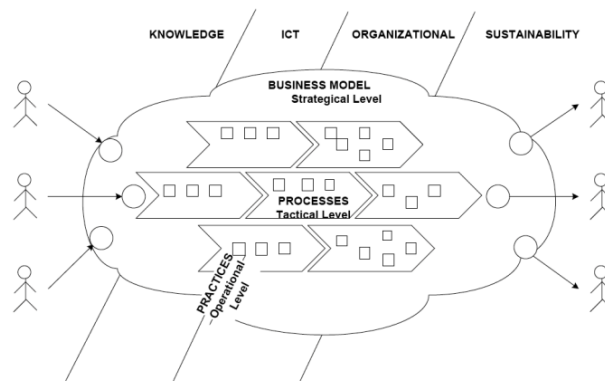 KNOWLEDGE
ICT
ORGANIZATIONAL
SUSTAINABILITY
BUSINESS MODEL
Strategical Level
PROCESSES
Tactical Level
PRACTICES
Operational
Level